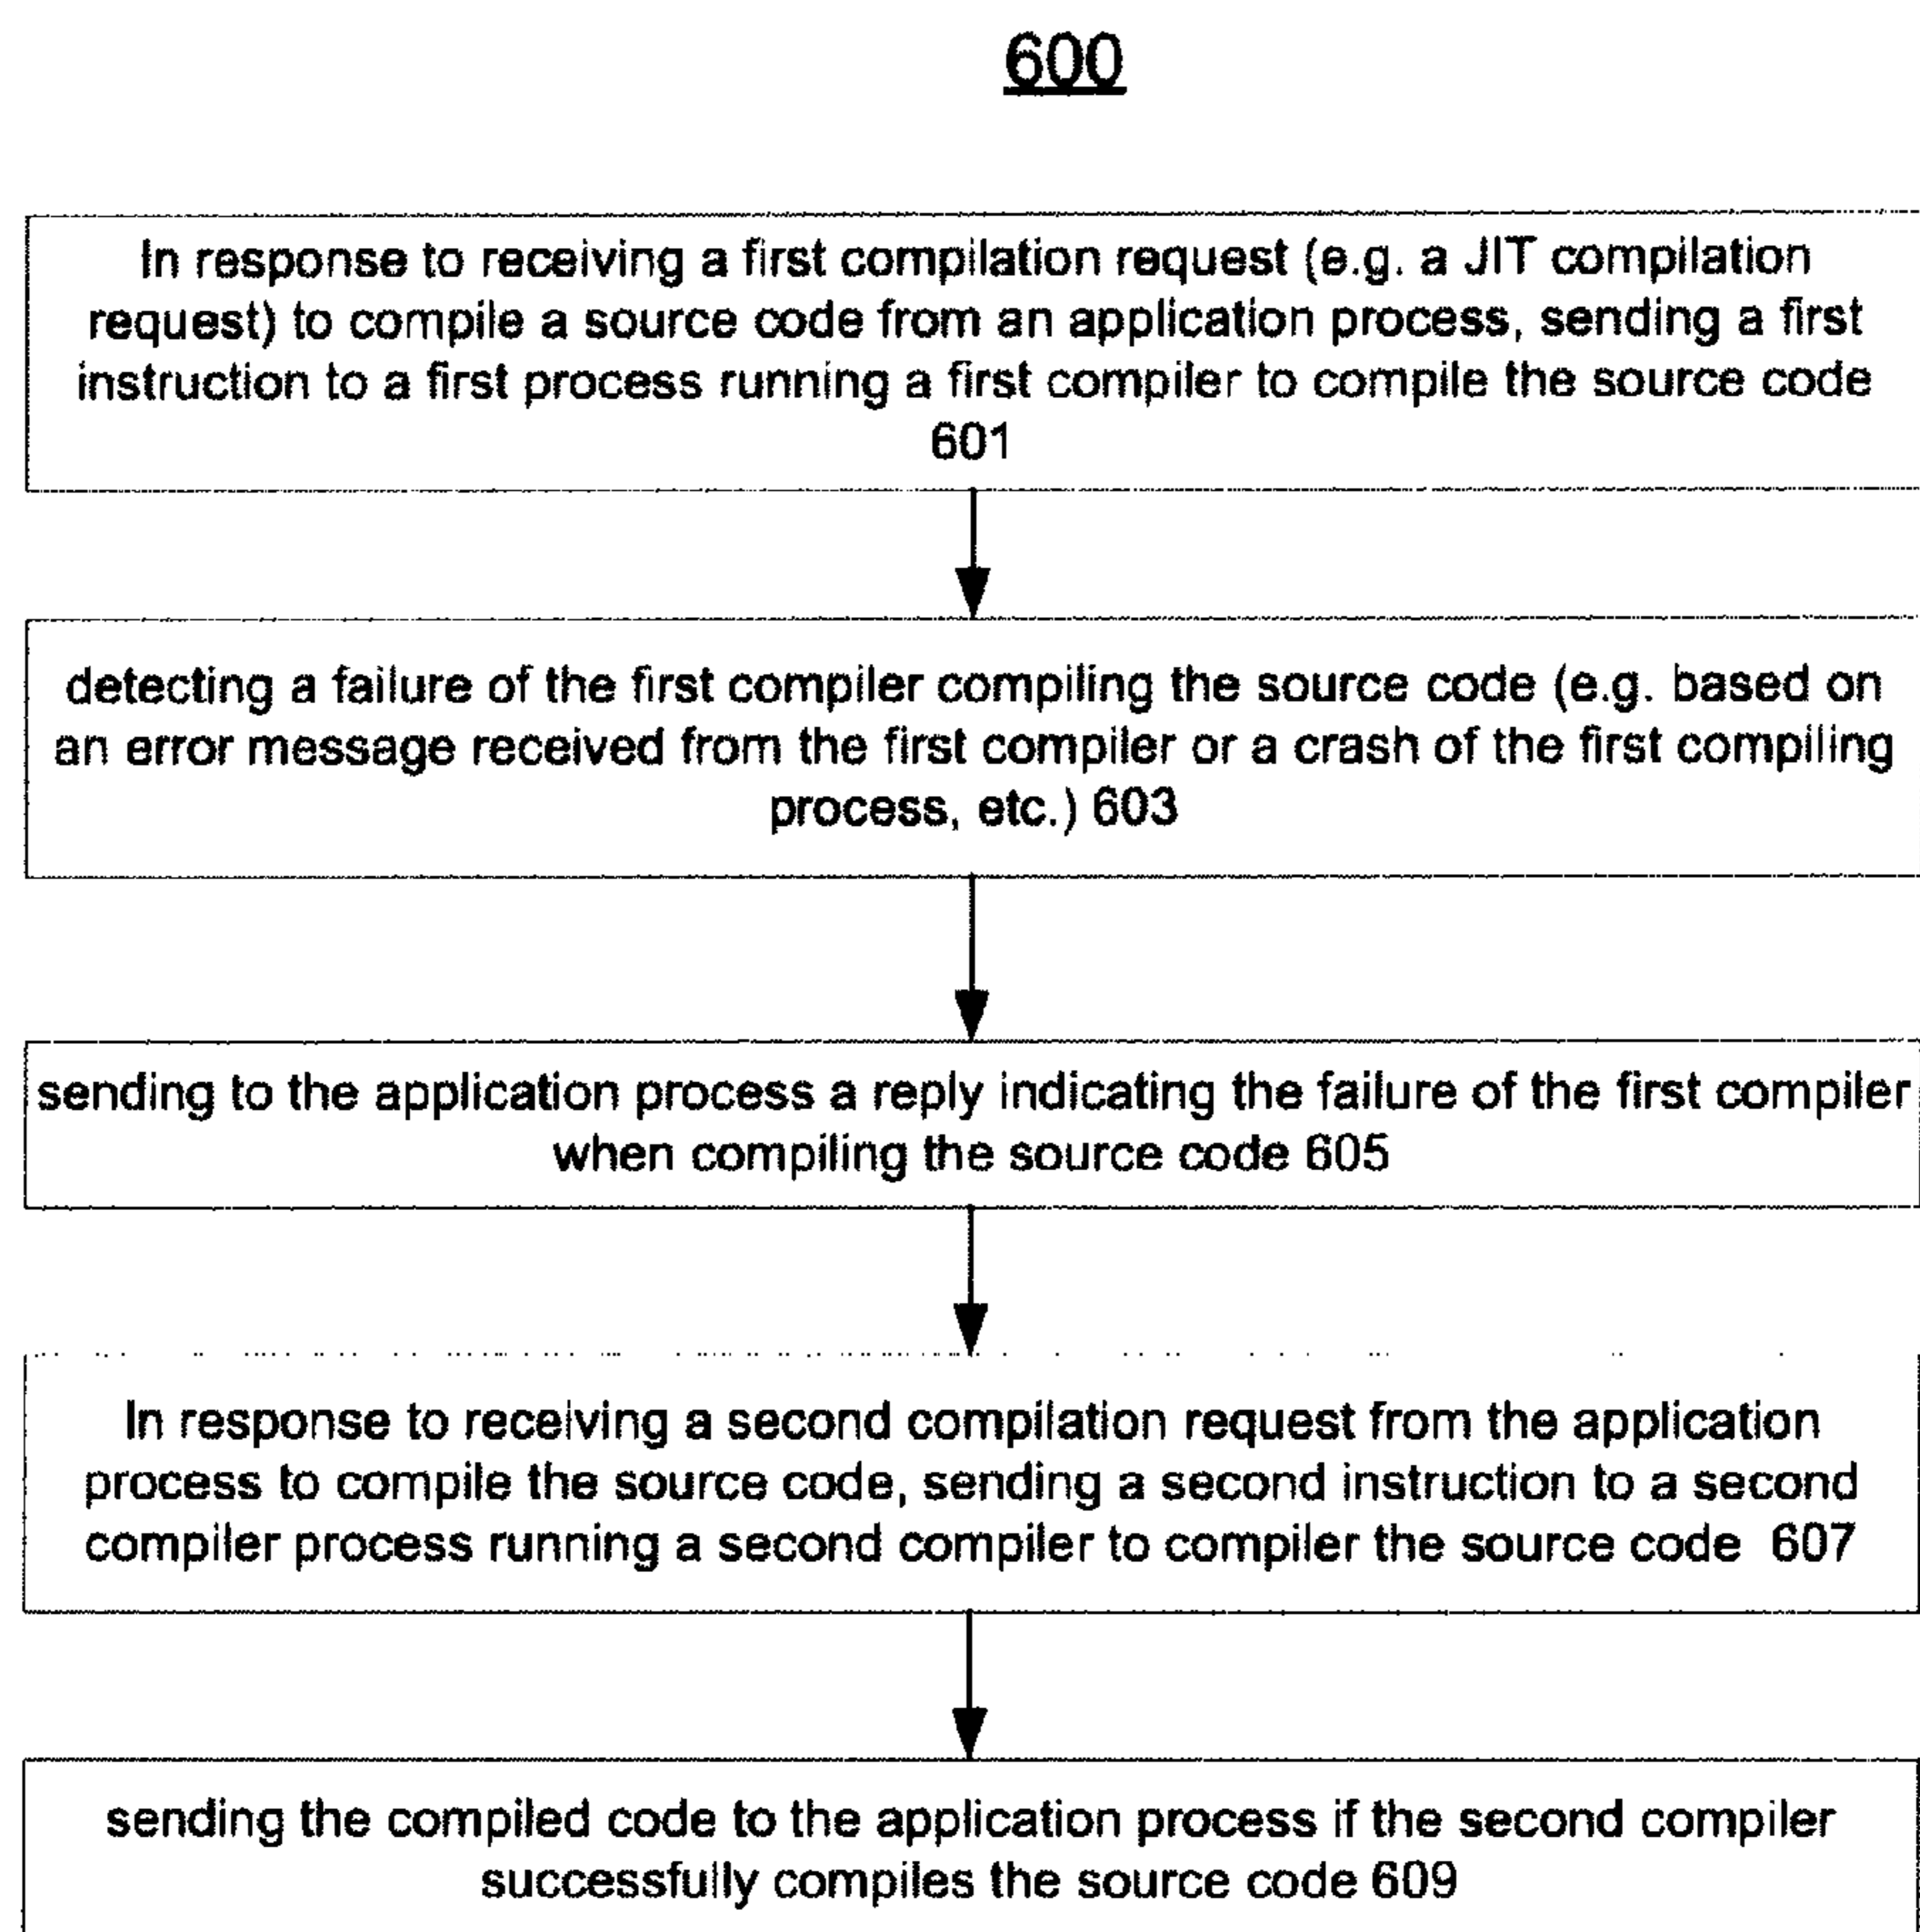 600
In response to receiving a first compilation request (e.g. a JIT compilation
request) to compile a source code from an application process, sending a first
instruction to a first process running a first compiler to compile the source code
601
detecting a failure of the first compiler compiling the source code (e.g. based on
an error message received from the first compiler or a crash of the first compiling
process, etc.) 603
sending to the application process a reply indicating the failure of the first compiler
when compiling the source code 605
In response to receiving a second compilation request from the application
process to compile the source code, sending a second instruction to a second
compiler process running a second compiler to compiler the source code 607
sending the compiled code to the application process if the second compiler
successfully compiles the source code 609